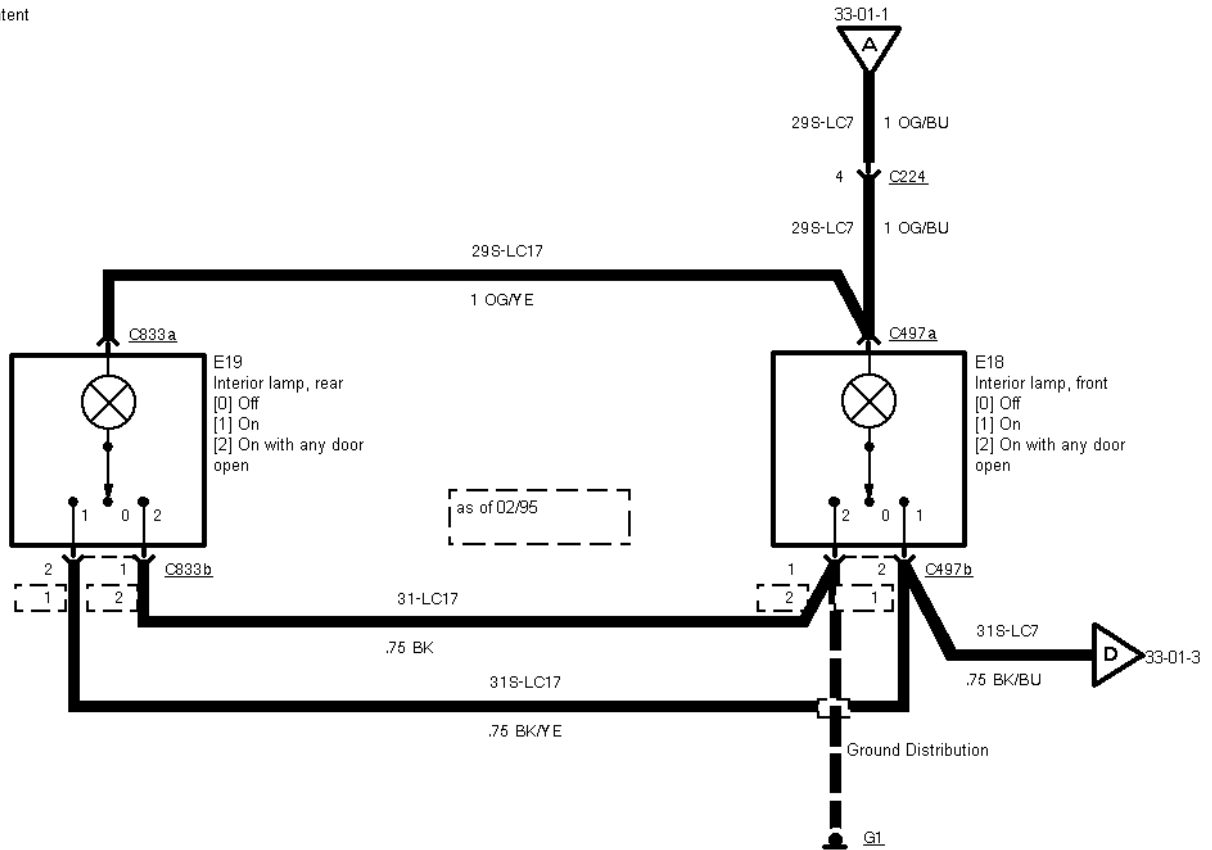 tent
33-01-1
A
29S-LC7 1 OG/BU
4 C224
29S-LC7 1 OG/BU
29S-LC17
1 OG/YE
C833a
C497a
E19
Interior lamp, rear
[0] Off
[1] On
[2] On with any door
open
E18
Interior lamp, front
[0] Off
[1] On
[2] On with any door
open
as of 02/95
1 0 2
2 0 1
2 1 C833b
1 2
1 2 C497b
2 1
31-LC17
.75 BK
31S-LC7
D 33-01-3
.75 BK/BU
31S-LC17
.75 BK/YE
Ground Distribution
G1